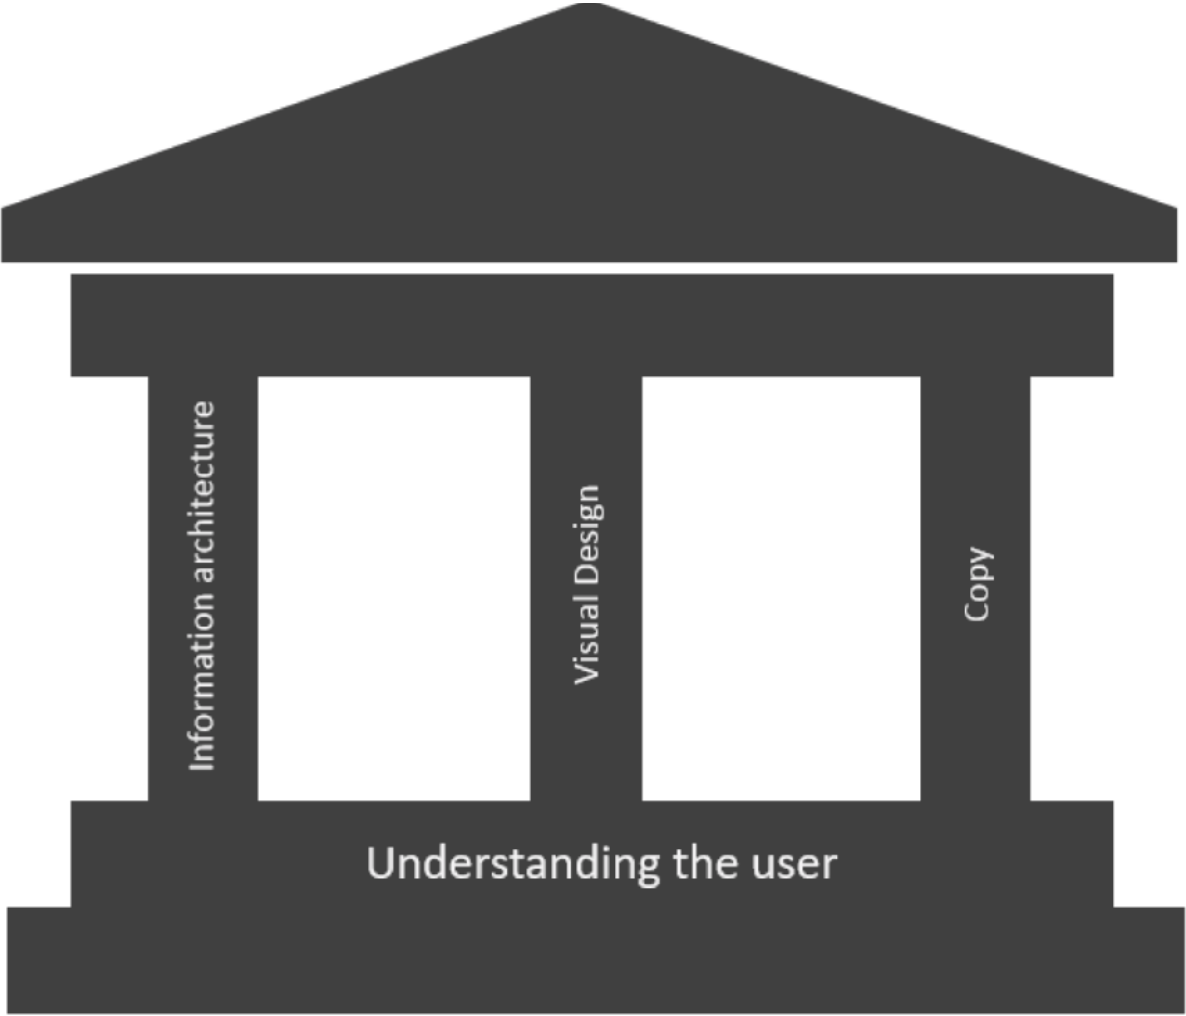 Information architecture
Visual Design
Copy
Understanding the user